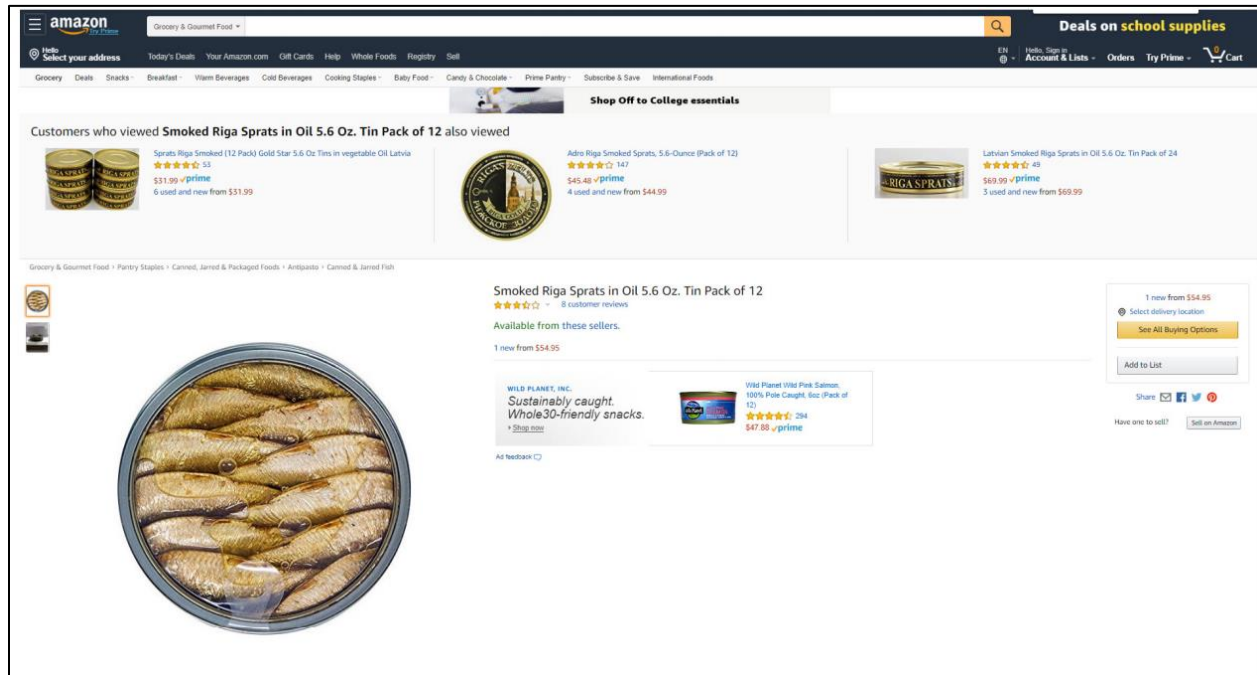 amazon
Try Prime
Grocery & Gourmet Food
Deals on school supplies
Hello
Select your address
Today's Deals Your Amazon.com Gift Cards Help Whole Foods Registry Sell
EN
Hello, Sign in
Account & Lists Orders Try Prime 0 Cart
Grocery Deals Snacks Breakfast Warm Beverages Cold Beverages Cooking Staples Baby Food Candy & Chocolate Prime Pantry Subscribe & Save International Foods
Shop Off to College essentials
Customers who viewed Smoked Riga Sprats in Oil 5.6 Oz. Tin Pack of 12 also viewed
Sprats Riga Smoked (12 Pack) Gold Star 5.6 Oz Tins in vegetable Oil Latvia
53
$31.99 prime
6 used and new from $31.99
RIGA SPRATS
Adro Riga Smoked Sprats, 5.6-Ounce (Pack of 12)
147
$45.48 prime
4 used and new from $44.99
РИЖСКОЕ ЗОЛОТО
Latvian Smoked Riga Sprats in Oil 5.6 Oz. Tin Pack of 24
49
$69.99 prime
3 used and new from $69.99
RIGA SPRATS
Grocery & Gourmet Food › Pantry Staples › Canned, Jarred & Packaged Foods › Antipasto › Canned & Jarred Fish
Smoked Riga Sprats in Oil 5.6 Oz. Tin Pack of 12
8 customer reviews
Available from these sellers.
1 new from $54.95
WILD PLANET, INC.
Sustainably caught.
Whole30-friendly snacks.
› Shop now
Wild Planet Wild Pink Salmon,
100% Pole Caught, 6oz (Pack of
12)
294
$47.88 prime
Ad feedback
1 new from $54.95
Select delivery location
See All Buying Options
Add to List
Share
Have one to sell? Sell on Amazon